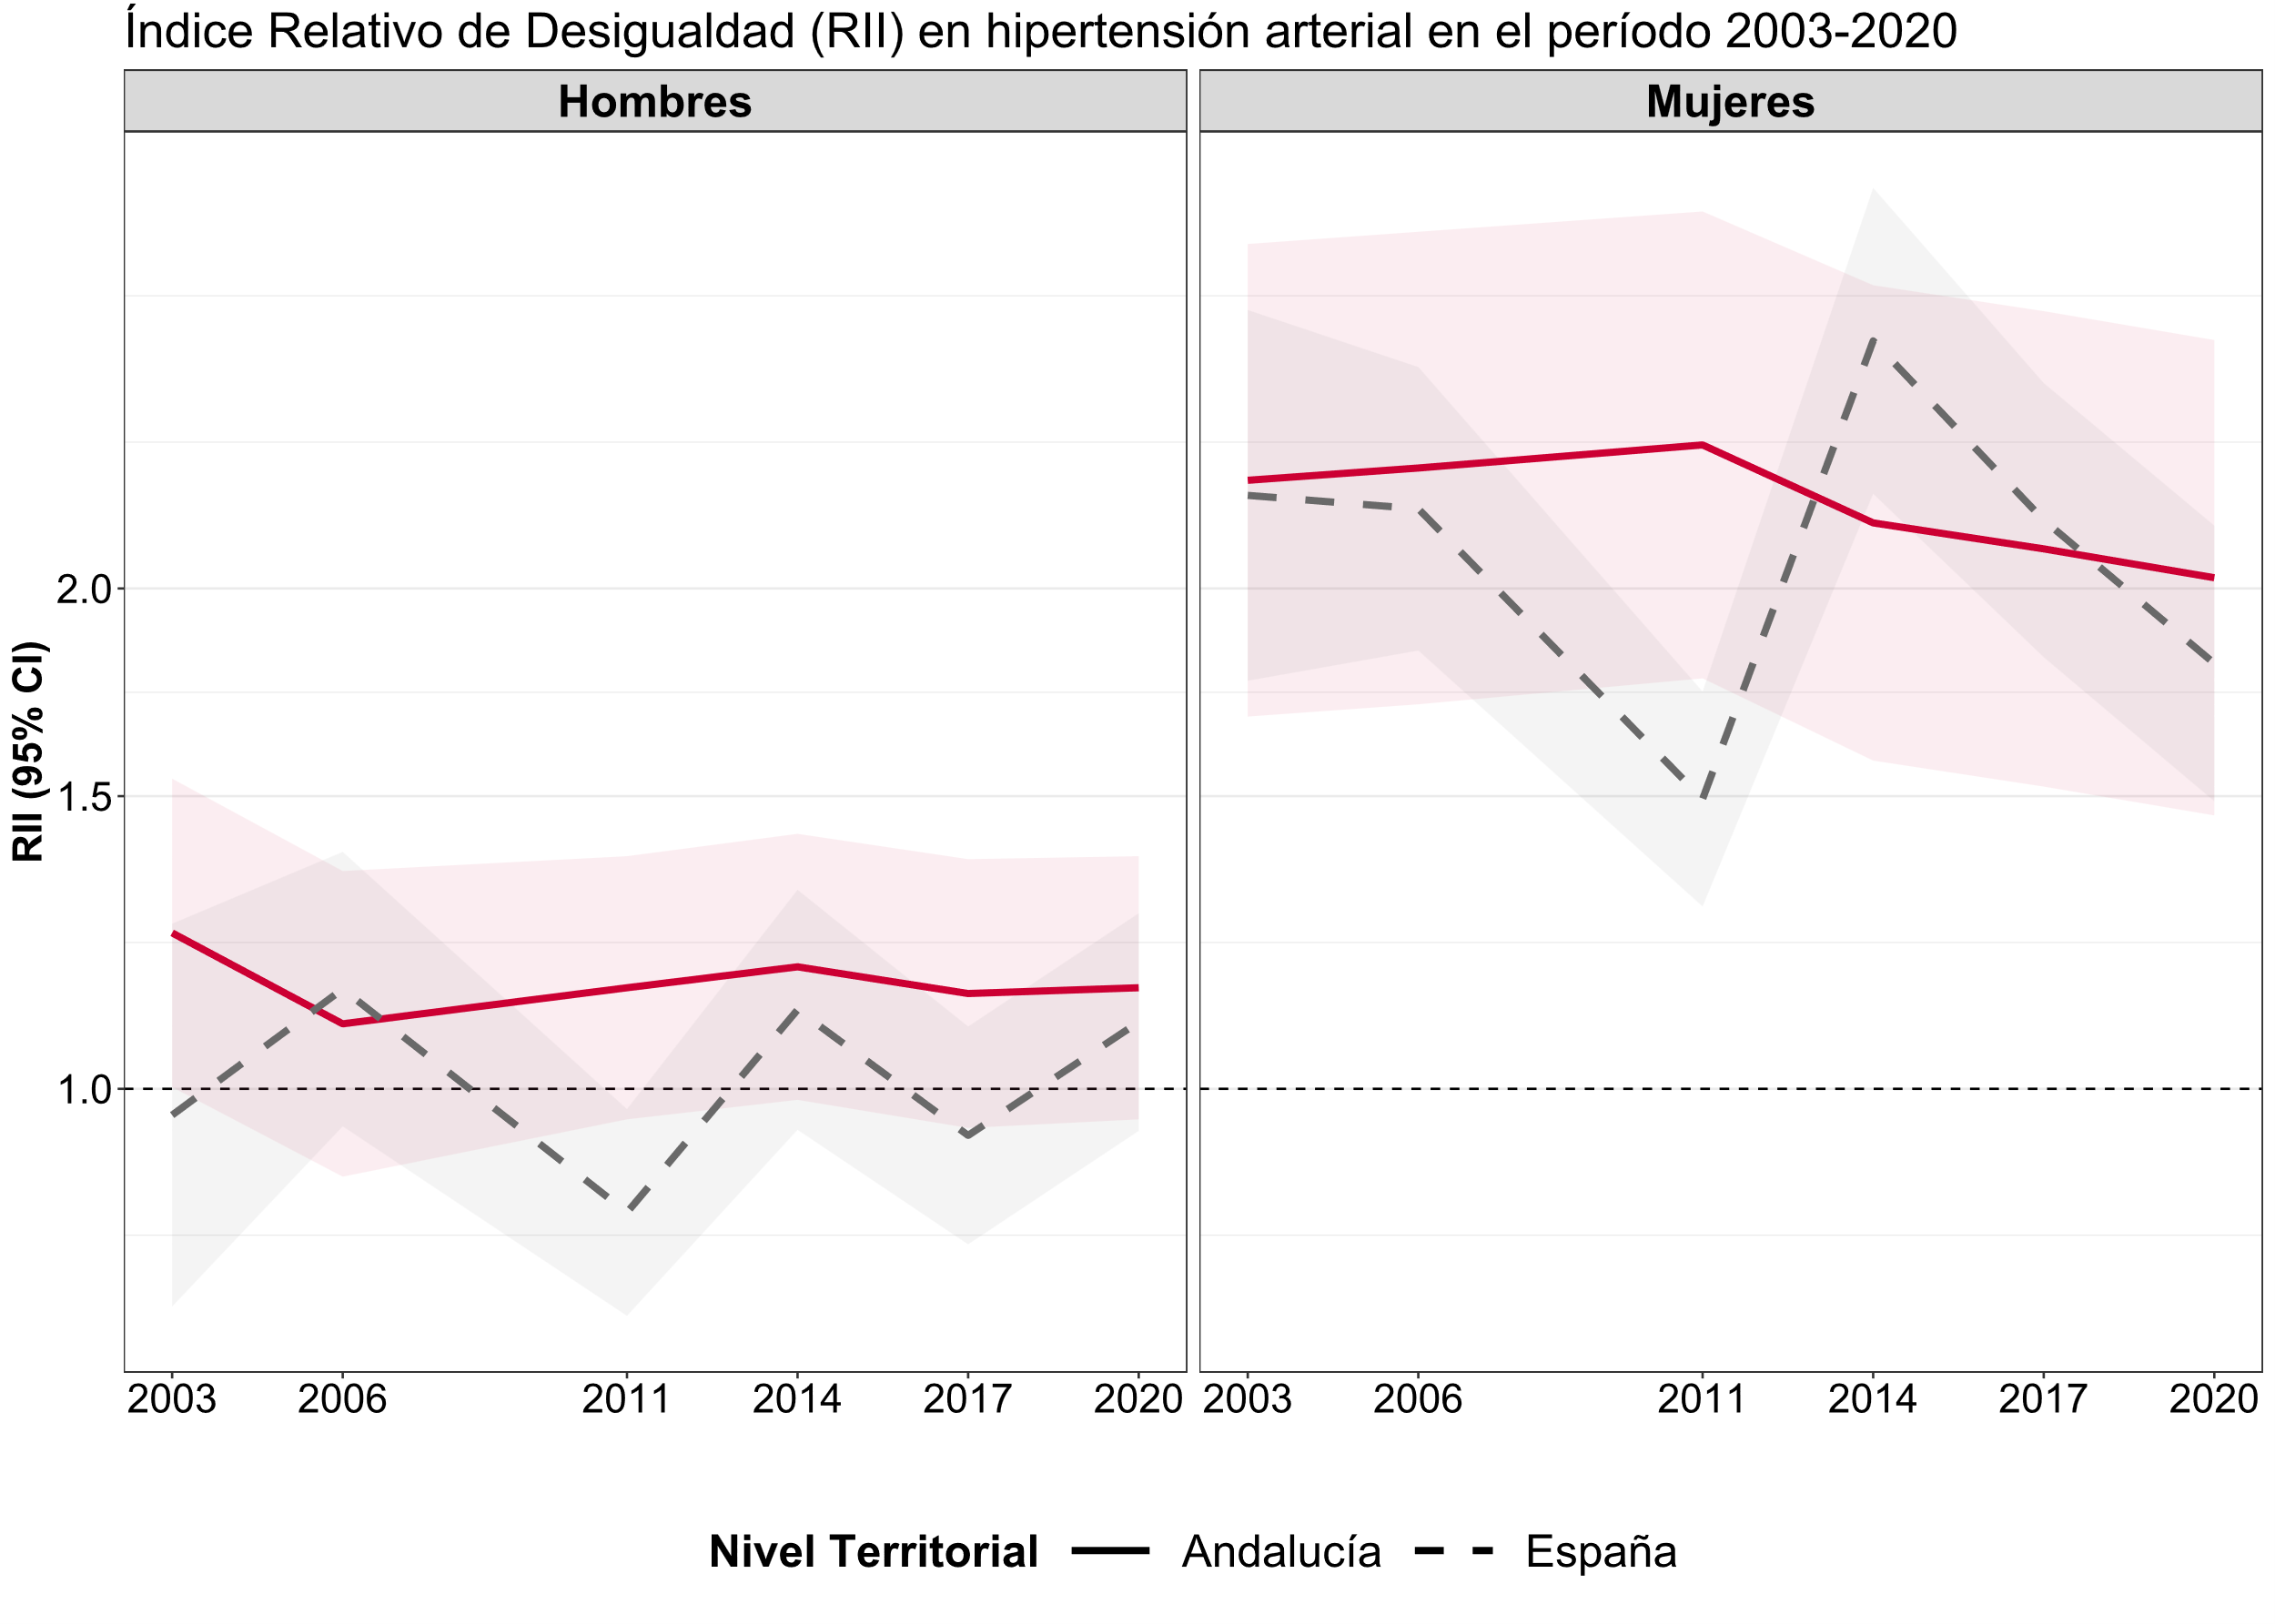 Índice Relativo de Desigualdad (RII) en hipertensión arterial en el período 2003-2020
Hombres
Mujeres
RII (95% CI)
2.0
1.5
1.0
2003 2006 2011 2014 2017 2020
2003 2006 2011 2014 2017 2020
Nivel Territorial Andalucía España